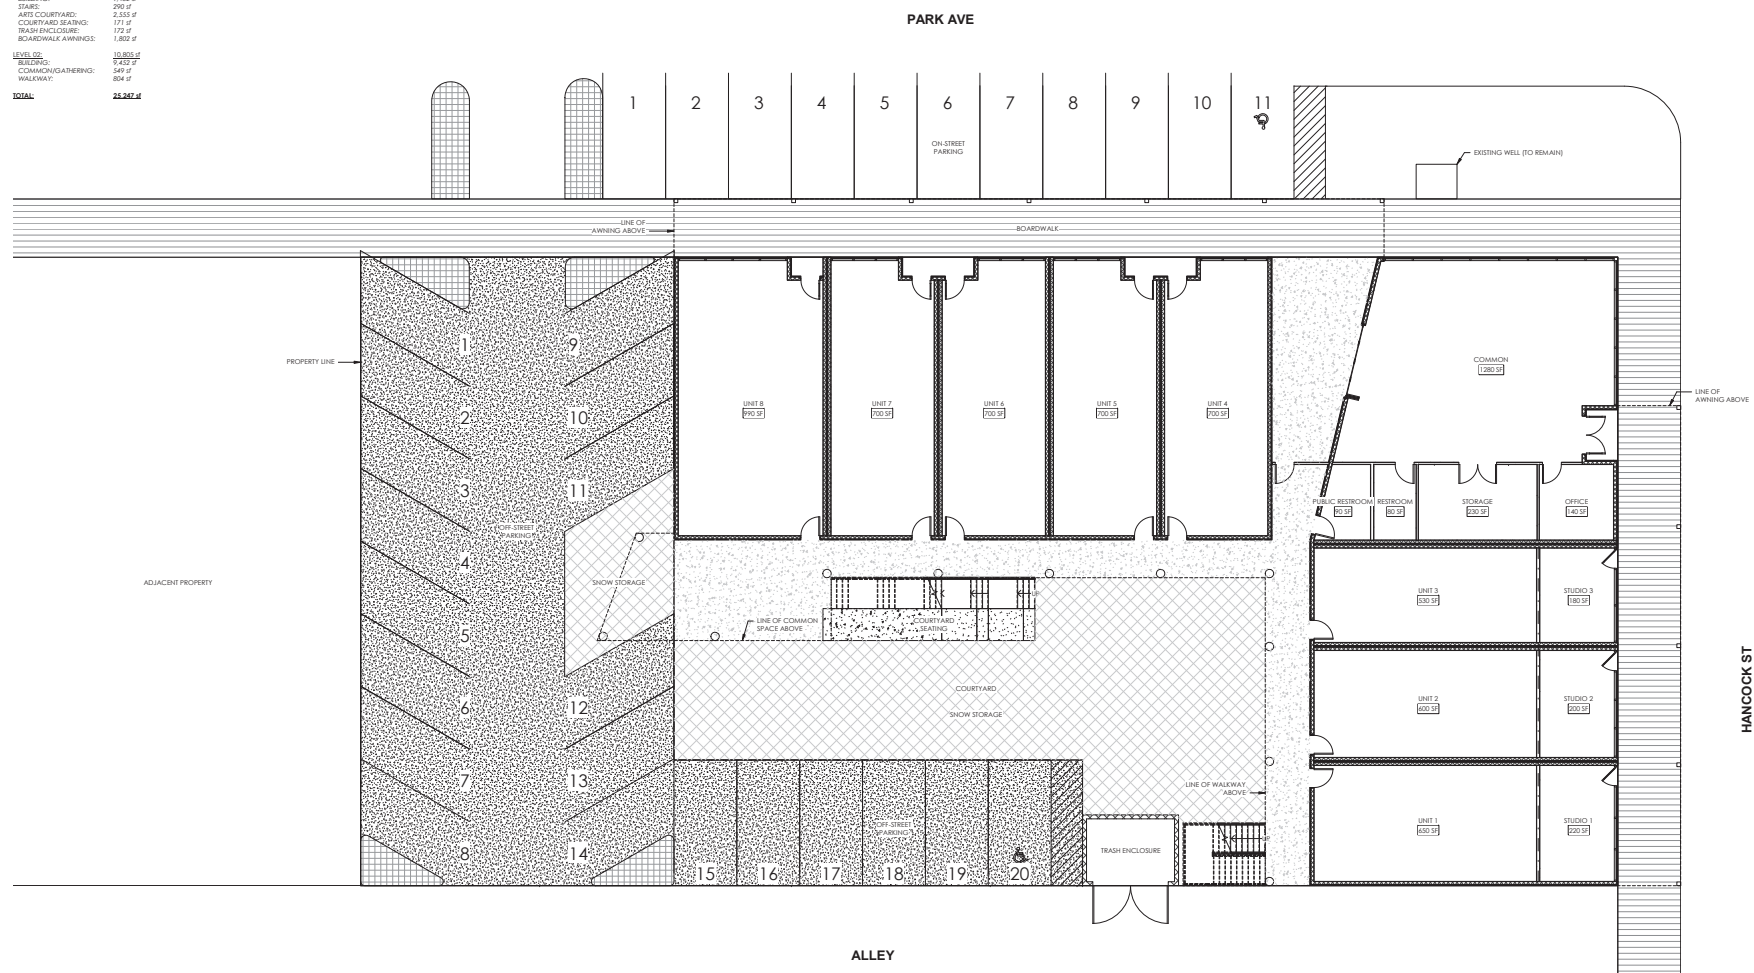 STAIRS: 290 sf
ARTS COURTYARD: 2,555 sf
COURTYARD SEATING: 171 sf
TRASH ENCLOSURE: 172 sf
BOARDWALK AWNINGS: 1,802 sf
LEVEL 02: 10,805 sf
BUILDING: 9,452 sf
COMMON/GATHERING: 549 sf
WALKWAY: 804 sf
TOTAL: 25,247 sf
PARK AVE
1 2 3 4 5 6 7 8 9 10 11
ON-STREET
PARKING
EXISTING WELL (TO REMAIN)
LINE OF
AWNING ABOVE
BOARDWALK
PROPERTY LINE
1 9
2 10
3 11
4
5
6 12
7 13
8 14
OFF-STREET
PARKING
SNOW STORAGE
ADJACENT PROPERTY
UNIT 8
990 SF
UNIT 7
700 SF
UNIT 6
700 SF
UNIT 5
700 SF
UNIT 4
700 SF
COMMON
1280 SF
LINE OF
AWNING ABOVE
PUBLIC RESTROOM
90 SF
RESTROOM
80 SF
STORAGE
230 SF
OFFICE
140 SF
UP
LINE OF COMMON
SPACE ABOVE
COURTYARD
SEATING
COURTYARD
SNOW STORAGE
UNIT 3
530 SF
STUDIO 3
180 SF
UNIT 2
600 SF
STUDIO 2
200 SF
UNIT 1
650 SF
STUDIO 1
220 SF
LINE OF WALKWAY
ABOVE
OFF-STREET
PARKING
15 16 17 18 19 20
TRASH ENCLOSURE
UP
HANCOCK ST
ALLEY